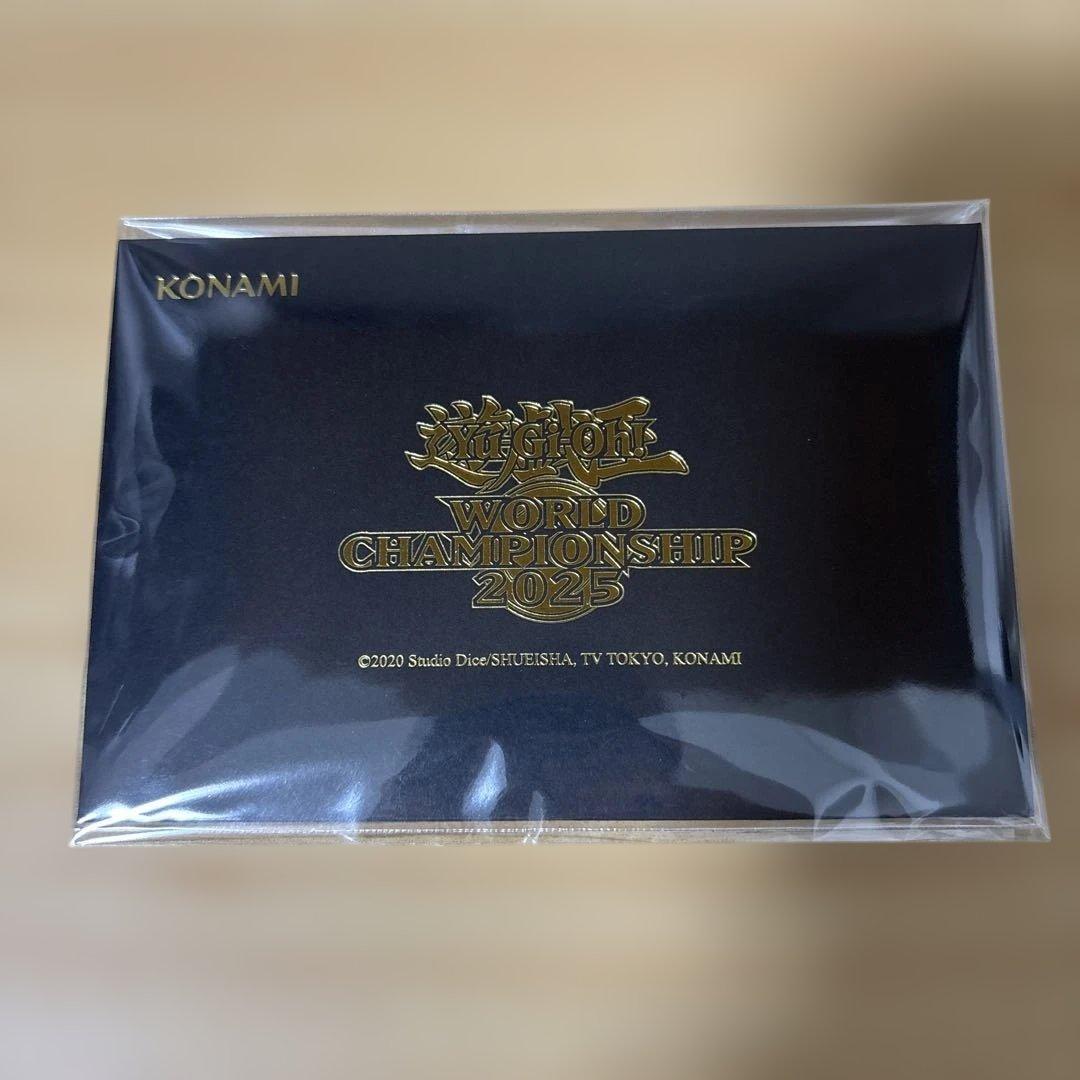 KONAMI
遊戯王
Yu-Gi-Oh!
WORLD
CHAMPIONSHIP
2025
©2020 Studio Dice/SHUEISHA, TV TOKYO, KONAMI